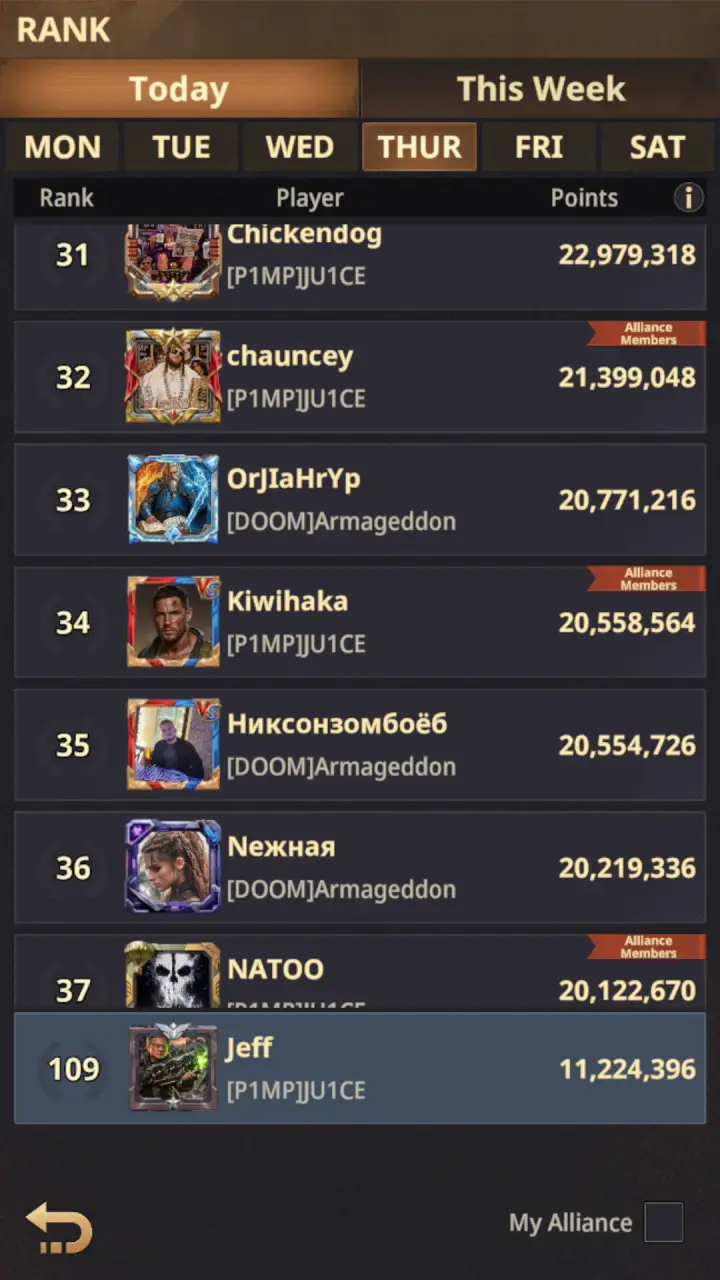 RANK
Today
This Week
MON
TUE
WED
THUR
FRI
SAT
Rank
Player
Points
31
Chickendog
[P1MP]JU1CE
22,979,318
32
chauncey
[P1MP]JU1CE
Alliance
Members
21,399,048
33
OrJIaHrYp
[DOOM]Armageddon
20,771,216
34
Kiwihaka
[P1MP]JU1CE
Alliance
Members
20,558,564
35
Никсонзомбоёб
[DOOM]Armageddon
20,554,726
36
Nежная
[DOOM]Armageddon
20,219,336
37
NATOO
[P1MP]JU1CE
Alliance
Members
20,122,670
109
Jeff
[P1MP]JU1CE
11,224,396
My Alliance